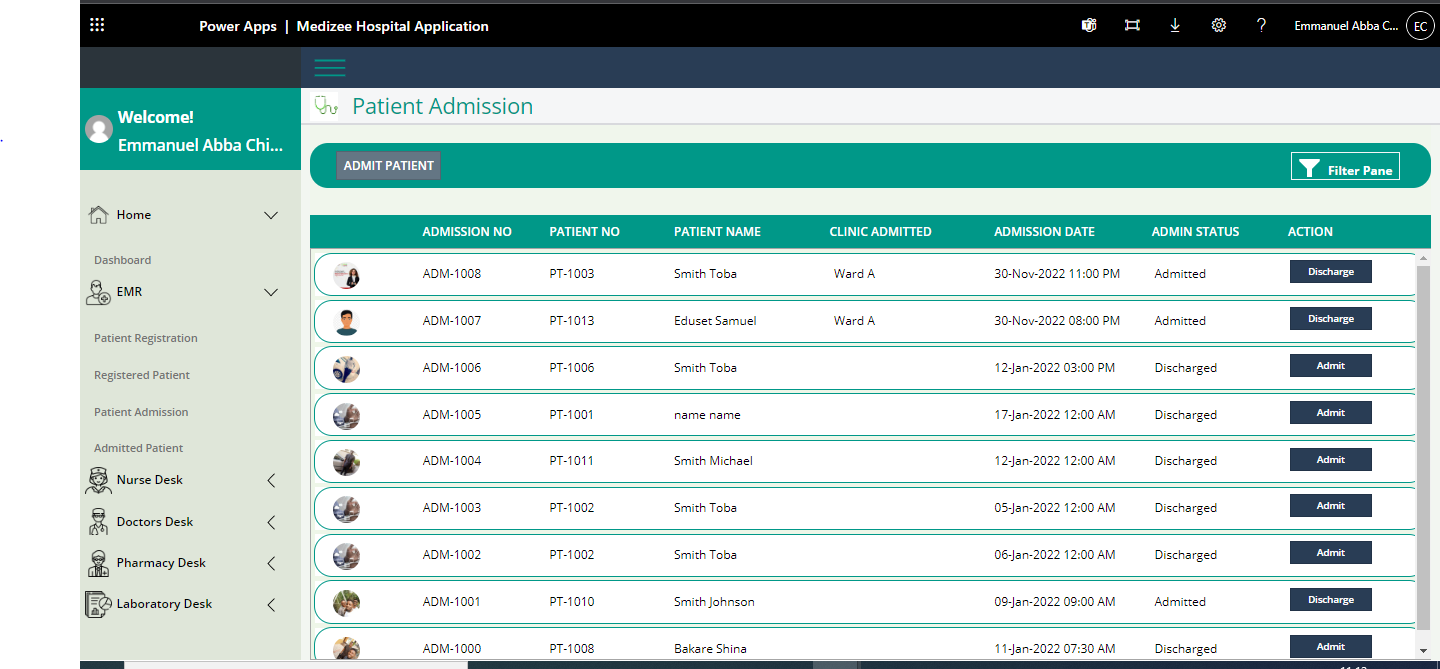 Power Apps | Medizee Hospital Application
? Emmanuel Abba C... EC
Welcome!
Emmanuel Abba Chi...
Patient Admission
ADMIT PATIENT
Filter Pane
Home
Dashboard
EMR
Patient Registration
Registered Patient
Patient Admission
Admitted Patient
Nurse Desk
Doctors Desk
Pharmacy Desk
Laboratory Desk
ADMISSION NO PATIENT NO PATIENT NAME CLINIC ADMITTED ADMISSION DATE ADMIN STATUS ACTION
ADM-1008 PT-1003 Smith Toba Ward A 30-Nov-2022 11:00 PM Admitted Discharge
ADM-1007 PT-1013 Eduset Samuel Ward A 30-Nov-2022 08:00 PM Admitted Discharge
ADM-1006 PT-1006 Smith Toba 12-Jan-2022 03:00 PM Discharged Admit
ADM-1005 PT-1001 name name 17-Jan-2022 12:00 AM Discharged Admit
ADM-1004 PT-1011 Smith Michael 12-Jan-2022 12:00 AM Discharged Admit
ADM-1003 PT-1002 Smith Toba 05-Jan-2022 12:00 AM Discharged Admit
ADM-1002 PT-1002 Smith Toba 06-Jan-2022 12:00 AM Discharged Admit
ADM-1001 PT-1010 Smith Johnson 09-Jan-2022 09:00 AM Admitted Discharge
ADM-1000 PT-1008 Bakare Shina 11-Jan-2022 07:30 AM Discharged Admit